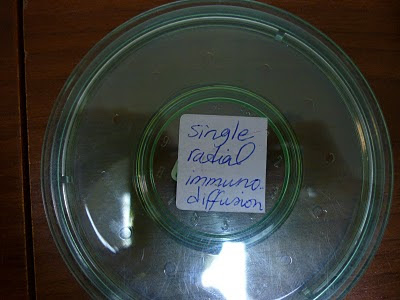 single
radial
immuno-
diffusion